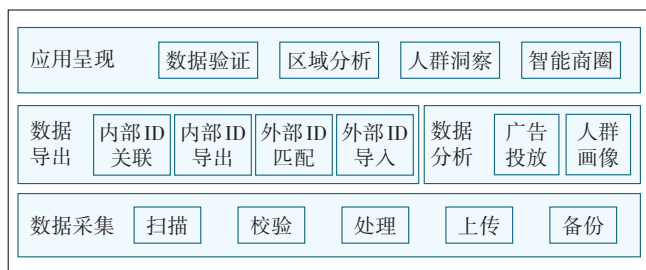 应用呈现 数据验证 区域分析 人群洞察 智能商圈
数据 内部ID 内部ID 外部ID 外部ID 数据 广告 人群
导出 关联 导出 匹配 导入 分析 投放 画像
数据采集 扫描 校验 处理 上传 备份